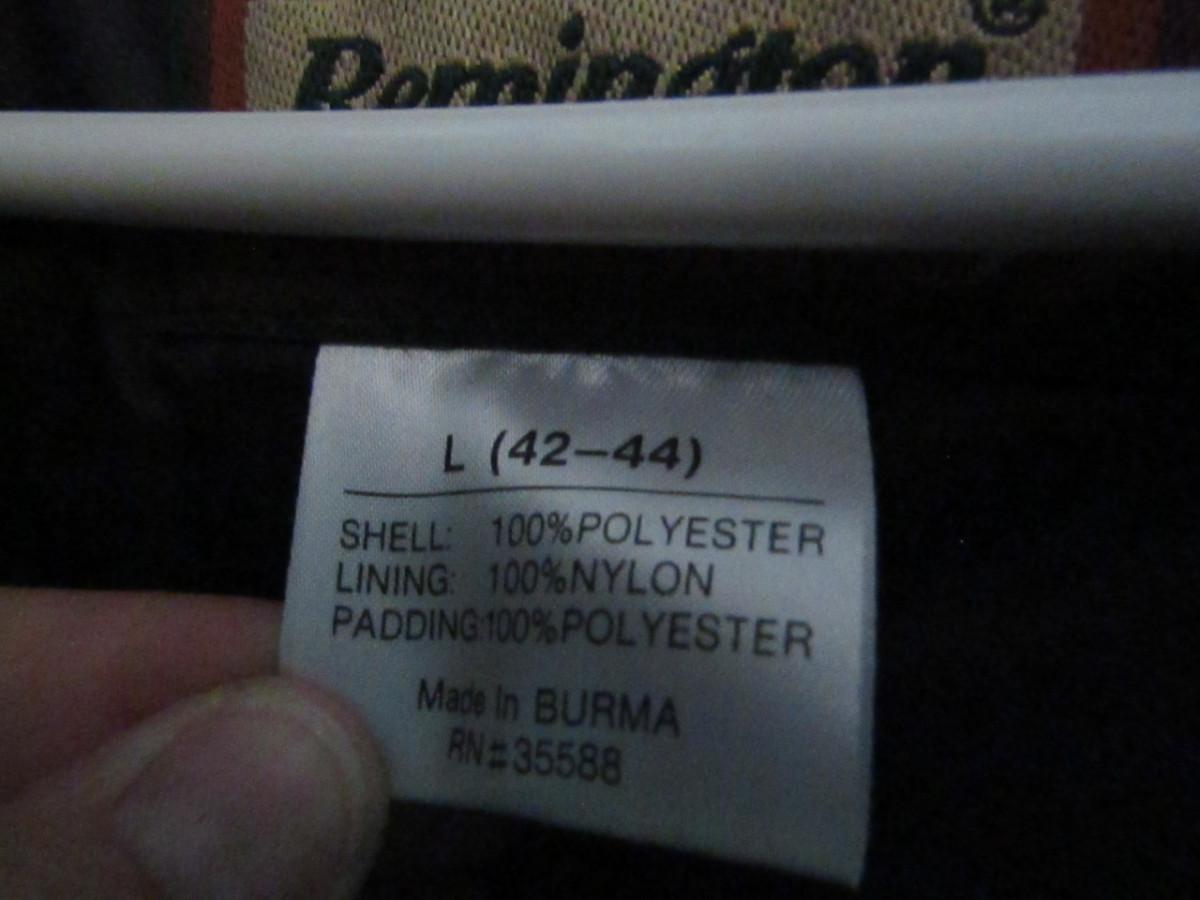 Remington®
L (42-44)
SHELL: 100%POLYESTER
LINING: 100%NYLON
PADDING:100%POLYESTER
Made In BURMA
RN#35588